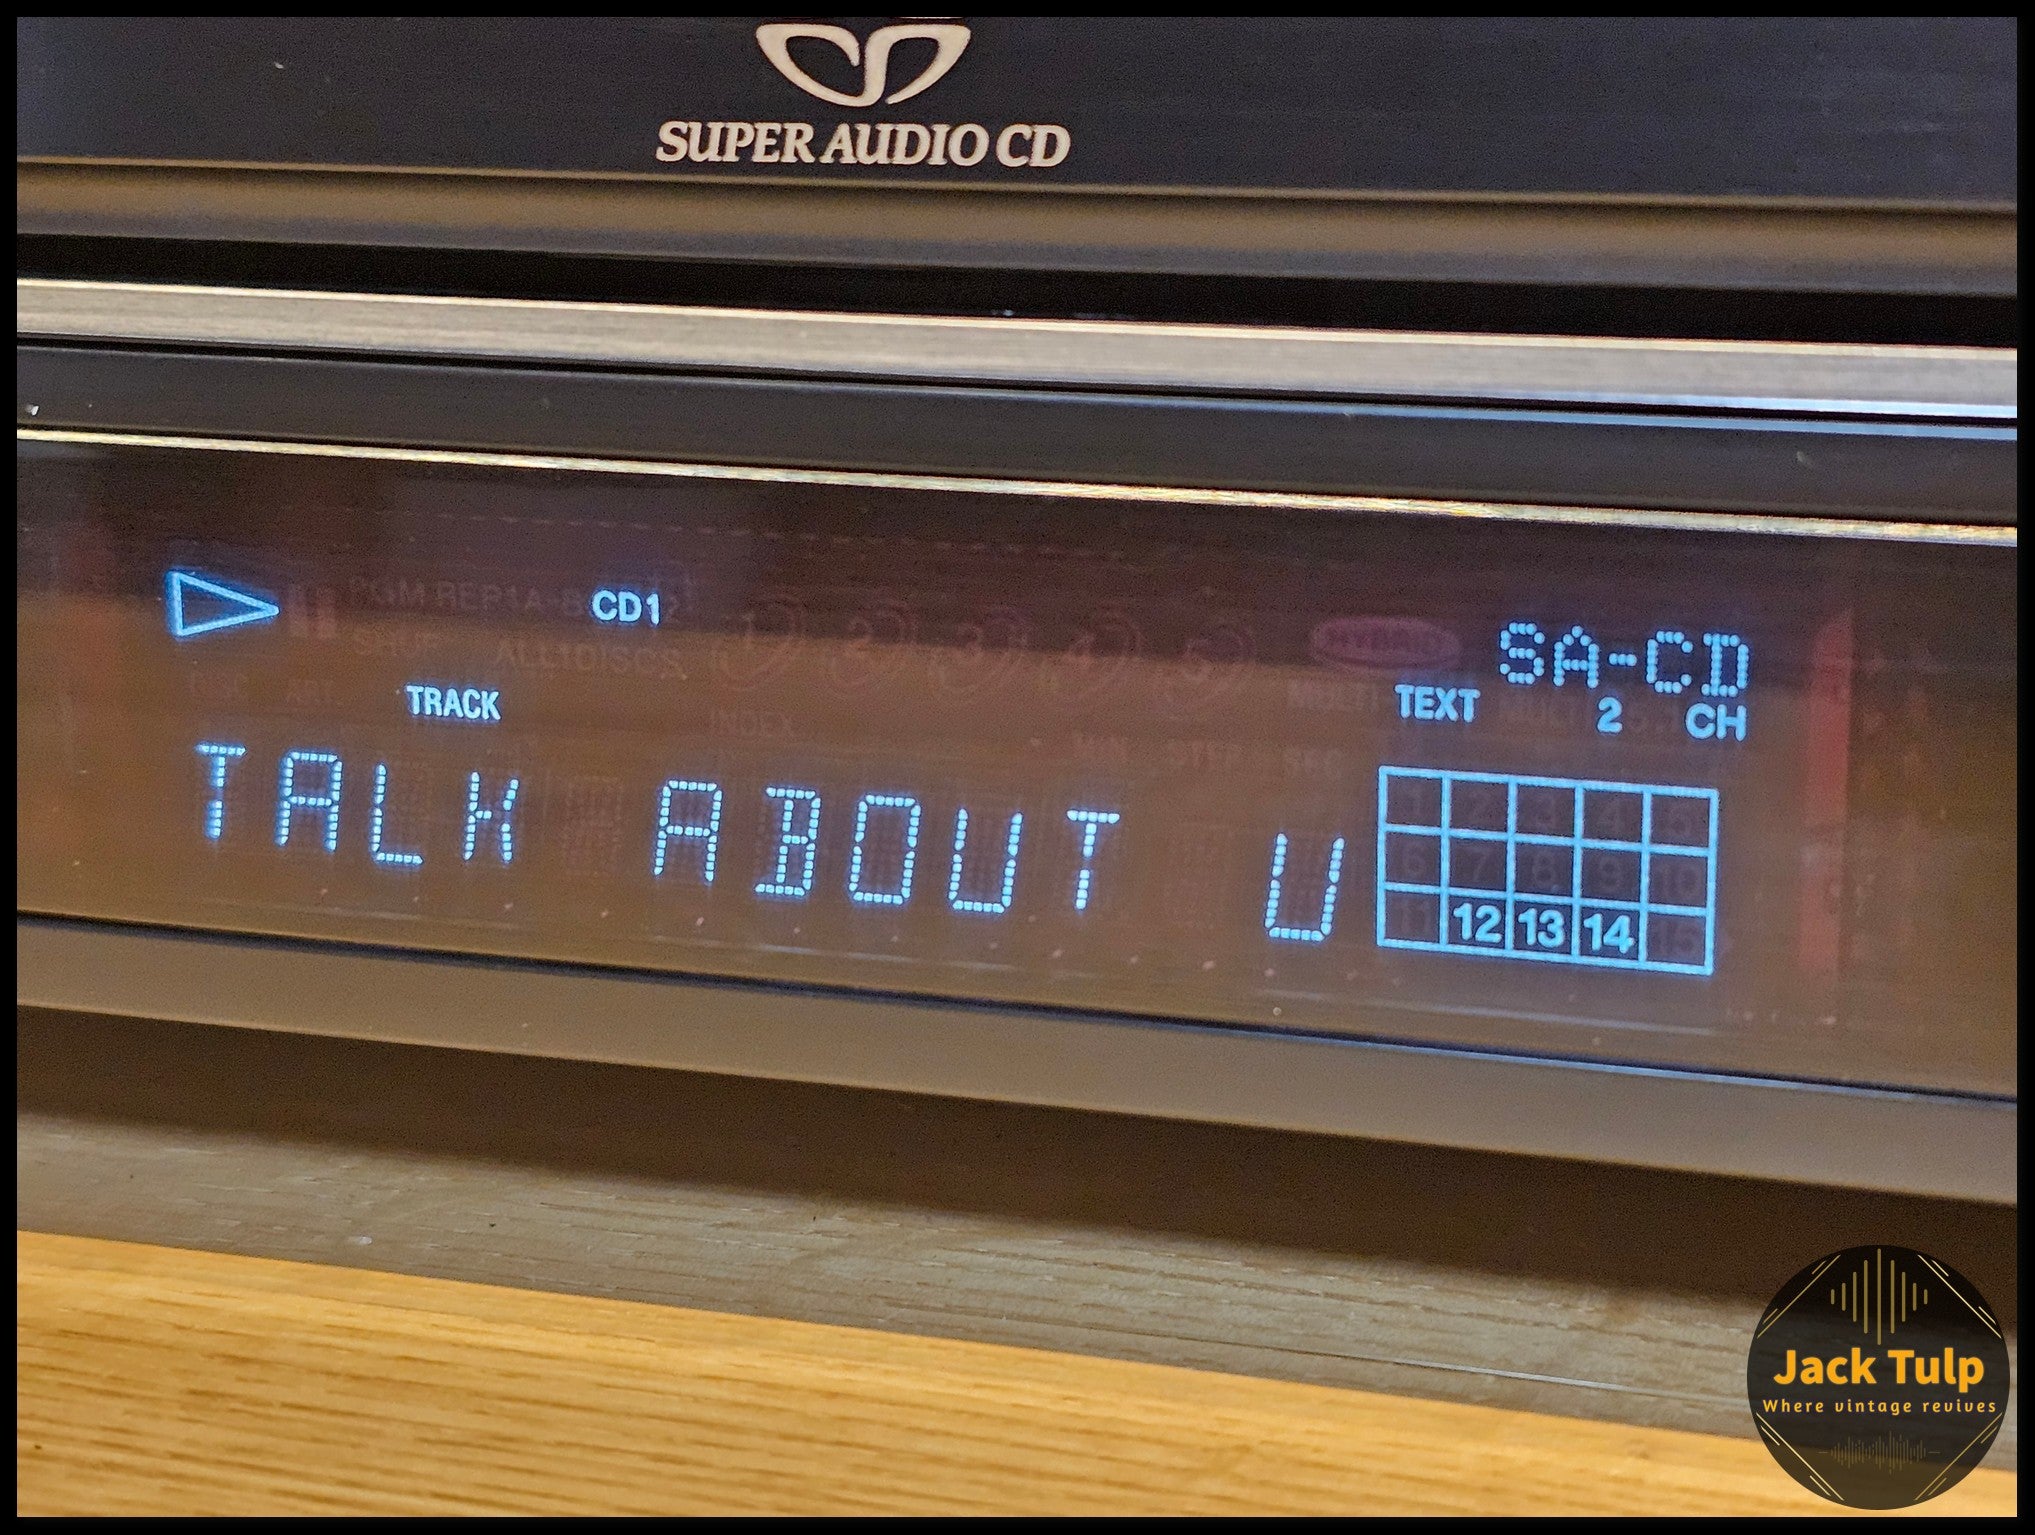 SUPER AUDIO CD
CD1
SA-CD
TRACK
TEXT 2 CH
TALK ABOUT U
12 13 14
Jack Tulp
Where vintage revives